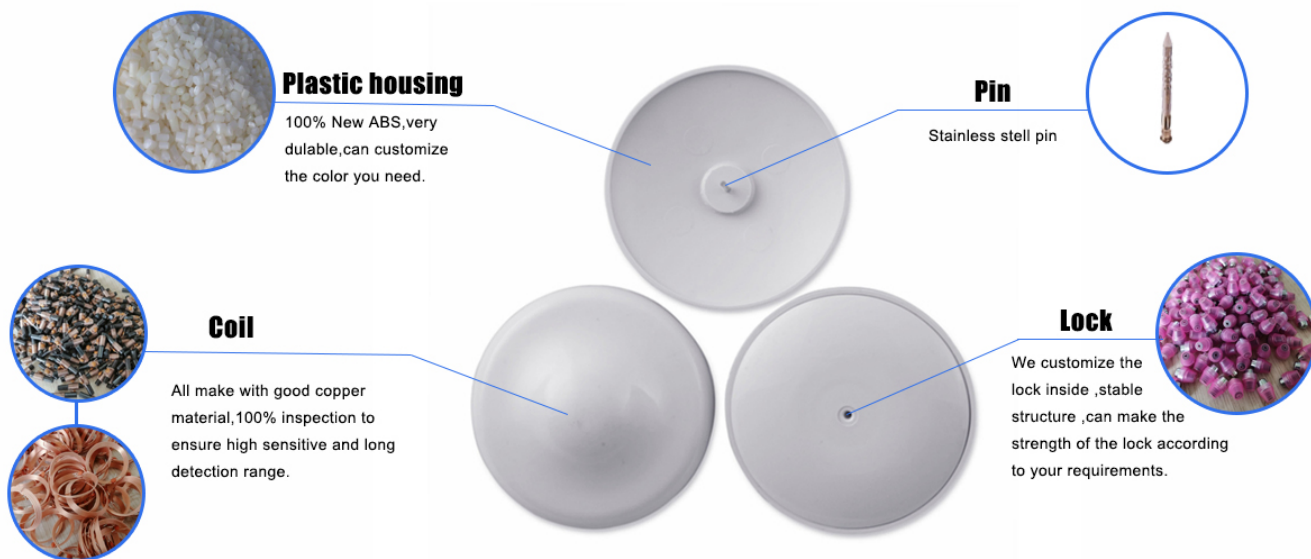 Plastic housing
100% New ABS,very
dulable,can customize
the color you need.
Pin
Stainless stell pin
Coil
All make with good copper
material,100% inspection to
ensure high sensitive and long
detection range.
Lock
We customize the
lock inside ,stable
structure ,can make the
strength of the lock according
to your requirements.